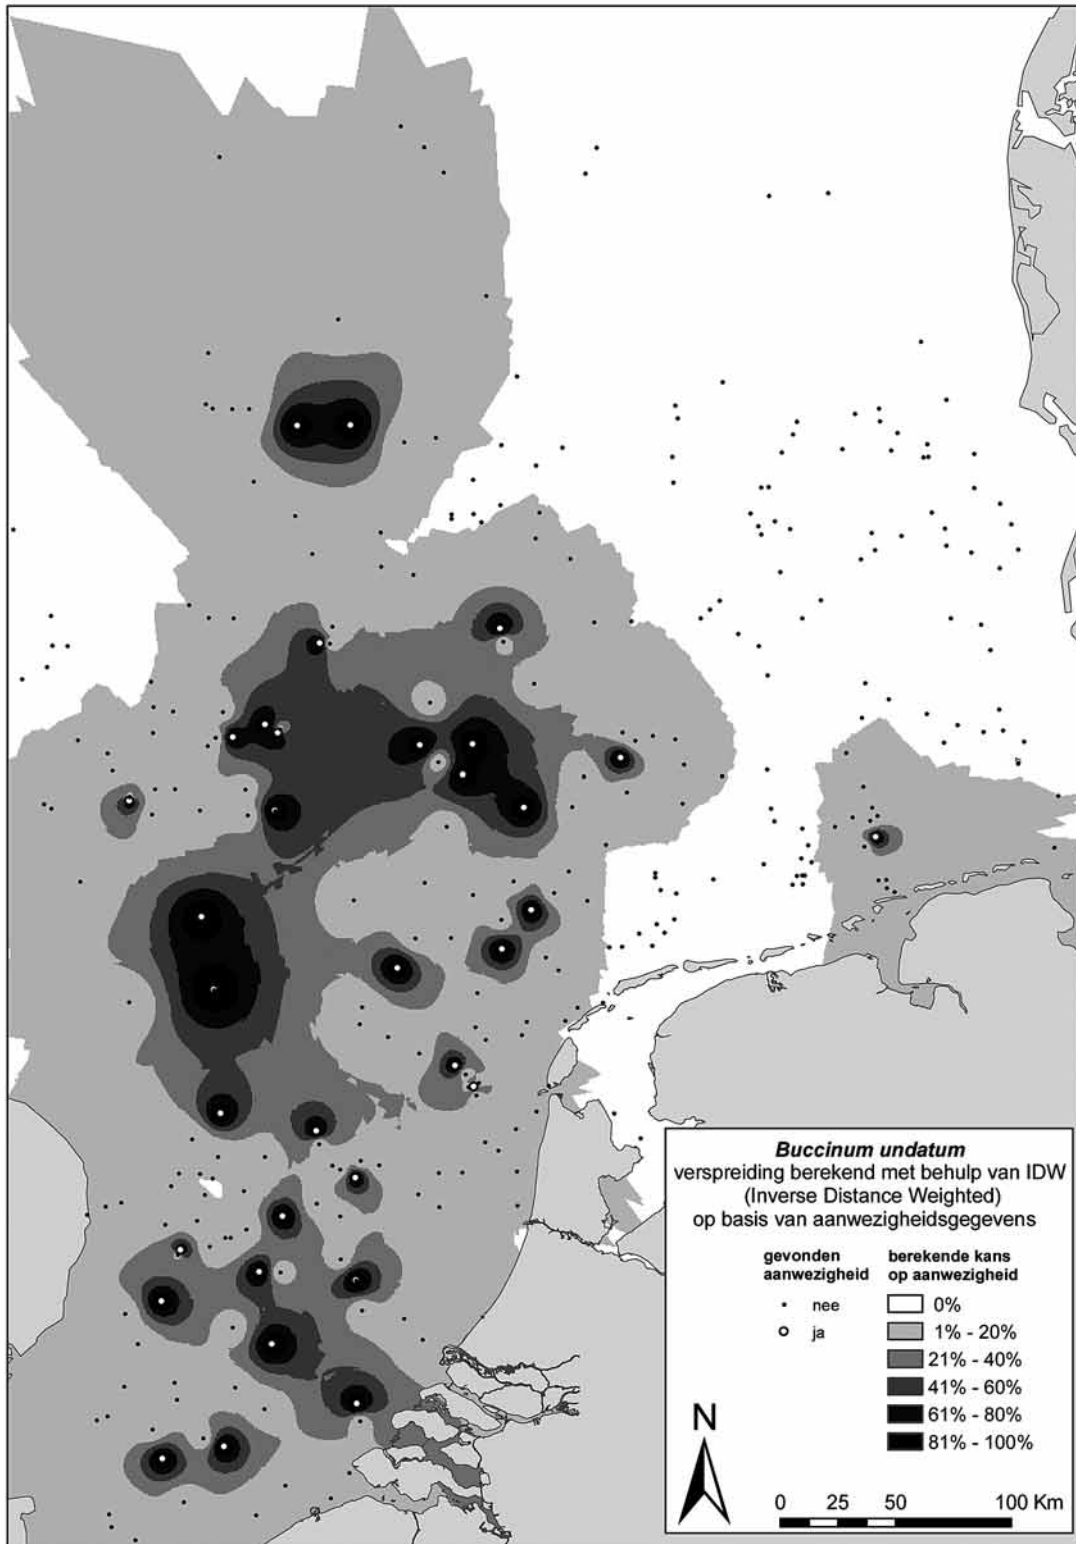 Buccinum undatum
verspreiding berekend met behulp van IDW
(Inverse Distance Weighted)
op basis van aanwezigheidsgegevens
gevonden
aanwezigheid
nee
ja
berekende kans
op aanwezigheid
0%
1% - 20%
21% - 40%
41% - 60%
61% - 80%
81% - 100%
N
0 25 50 100 Km